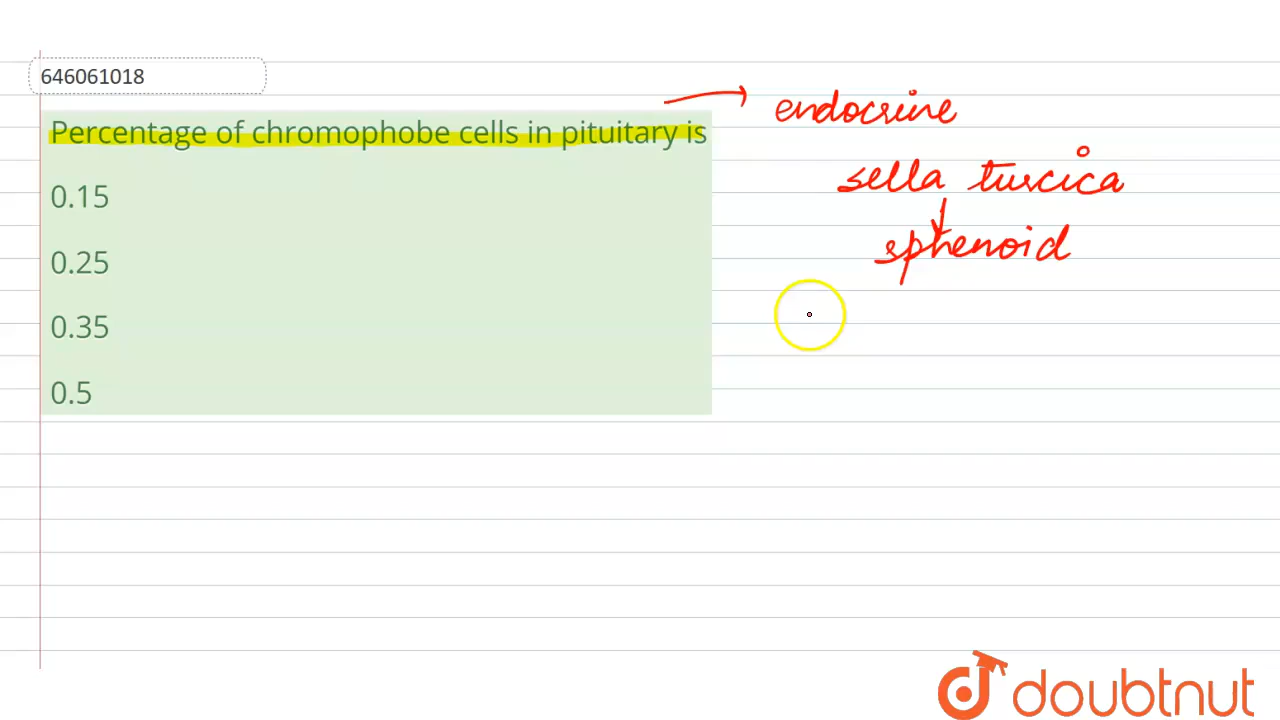 646061018
Percentage of chromophobe cells in pituitary is
0.15
0.25
0.35
0.5
endocrine
sella turcica
sphenoid
doubtnut